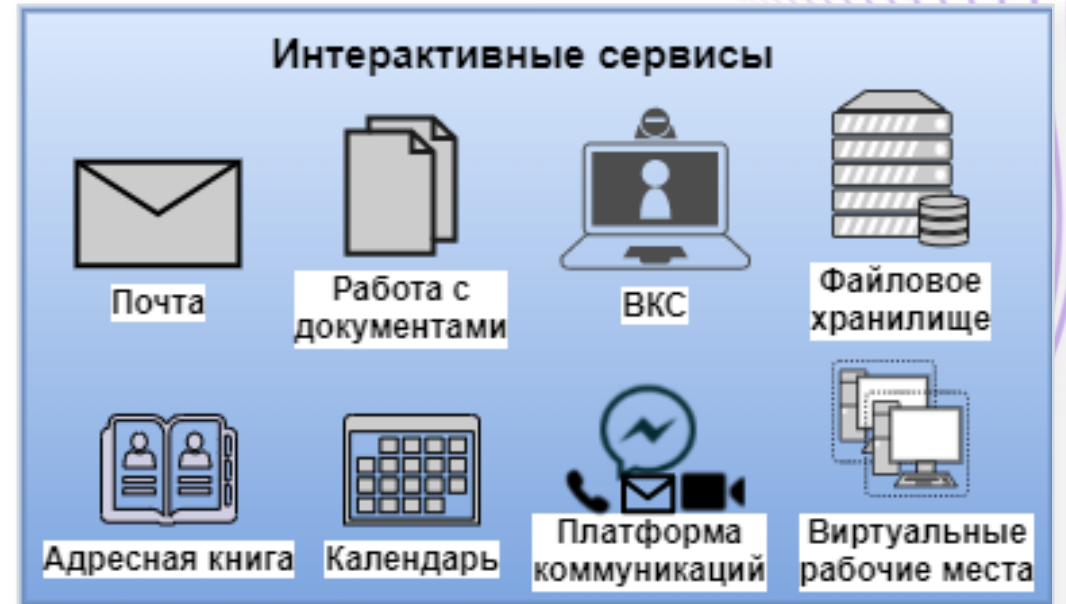 Интерактивные сервисы
Почта
Работа с
документами
ВКС
Файловое
хранилище
Адресная книга
Календарь
Платформа
коммуникаций
Виртуальные
рабочие места